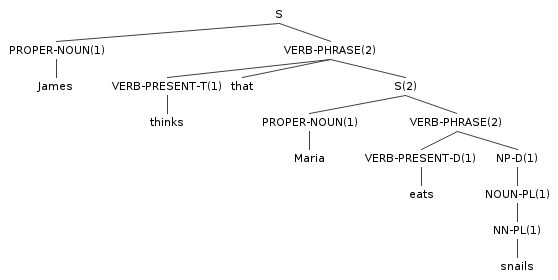 S
PROPER-NOUN(1) VERB-PHRASE(2)
James VERB-PRESENT-T(1) that S(2)
thinks PROPER-NOUN(1) VERB-PHRASE(2)
Maria VERB-PRESENT-D(1) NP-D(1)
eats NOUN-PL(1)
NN-PL(1)
snails